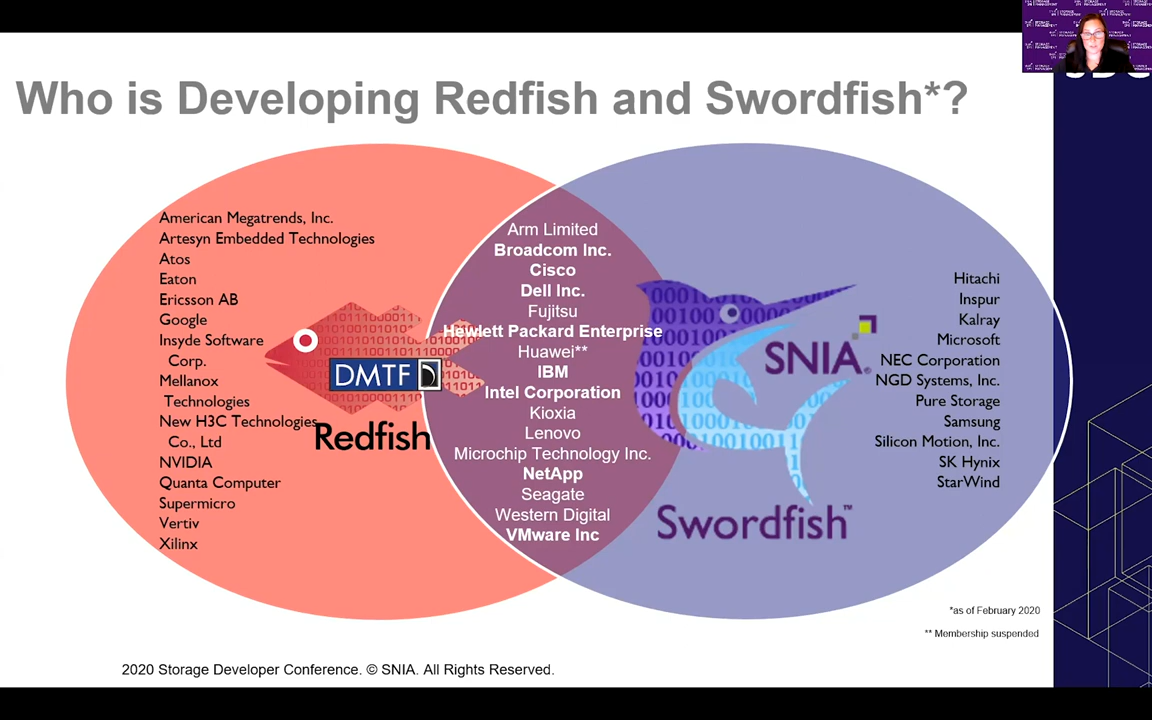 Who is Developing Redfish and Swordfish*?
American Megatrends, Inc.
Artesyn Embedded Technologies
Atos
Eaton
Ericsson AB
Google
Insyde Software
Corp.
Mellanox
Technologies
New H3C Technologies
Co., Ltd
NVIDIA
Quanta Computer
Supermicro
Vertiv
Xilinx
DMTF
Redfish
Arm Limited
Broadcom Inc.
Cisco
Dell Inc.
Fujitsu
Hewlett Packard Enterprise
Huawei**
IBM
Intel Corporation
Kioxia
Lenovo
Microchip Technology Inc.
NetApp
Seagate
Western Digital
VMware Inc
SNIA®
Swordfish™
Hitachi
Inspur
Kalray
Microsoft
NEC Corporation
NGD Systems, Inc.
Pure Storage
Samsung
Silicon Motion, Inc.
SK Hynix
StarWind
*as of February 2020
** Membership suspended
2020 Storage Developer Conference. © SNIA. All Rights Reserved.